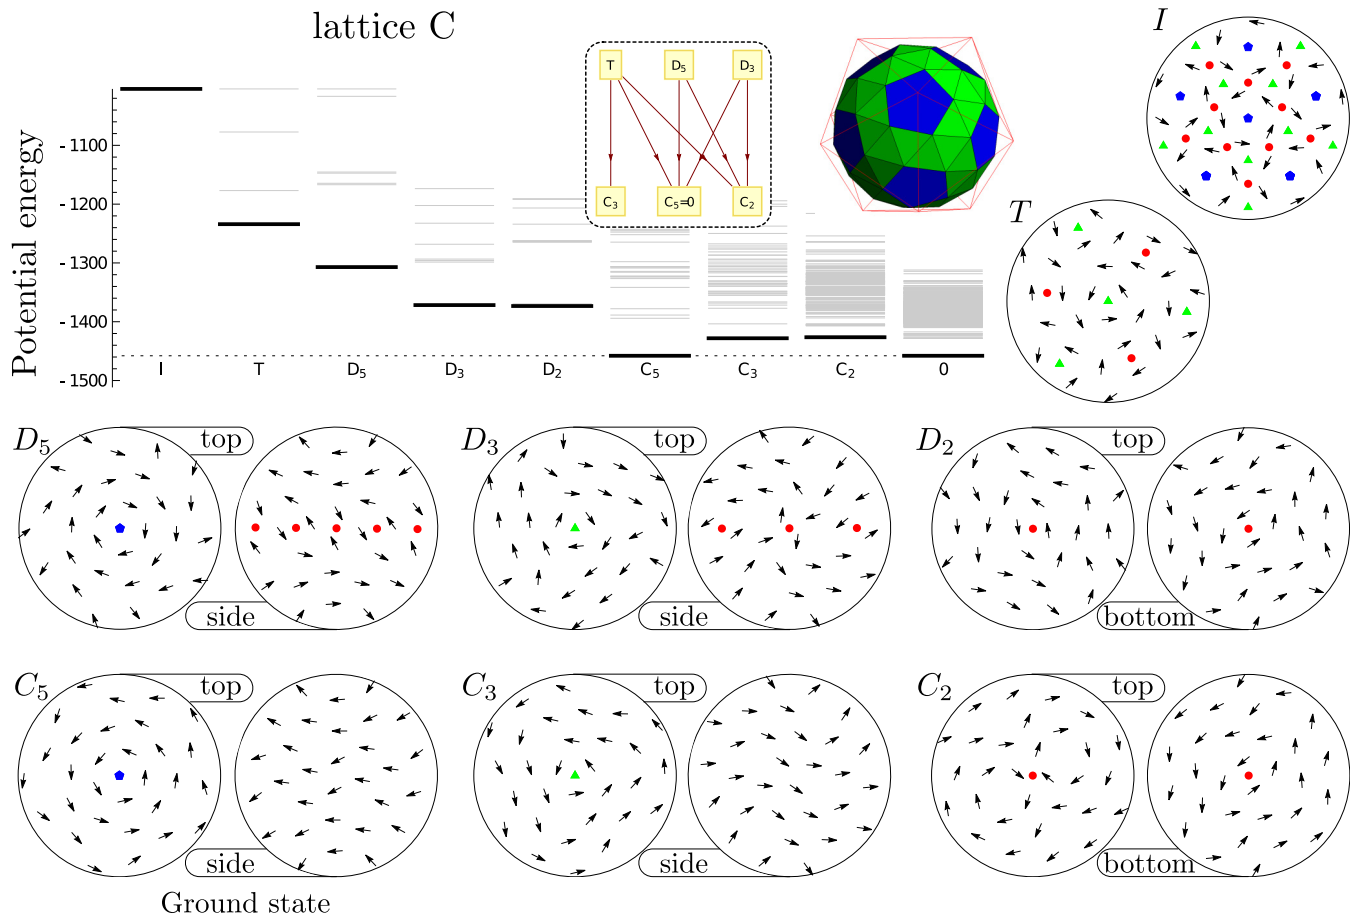 lattice C
Potential energy
-1100
-1200
-1300
-1400
-1500
I
T
D5
D3
D2
C5
C3
C2
0
T
D5
D3
C3
C5=0
C2
I
T
D5
top
side
D3
top
side
D2
top
bottom
C5
top
side
C3
top
side
C2
top
bottom
Ground state